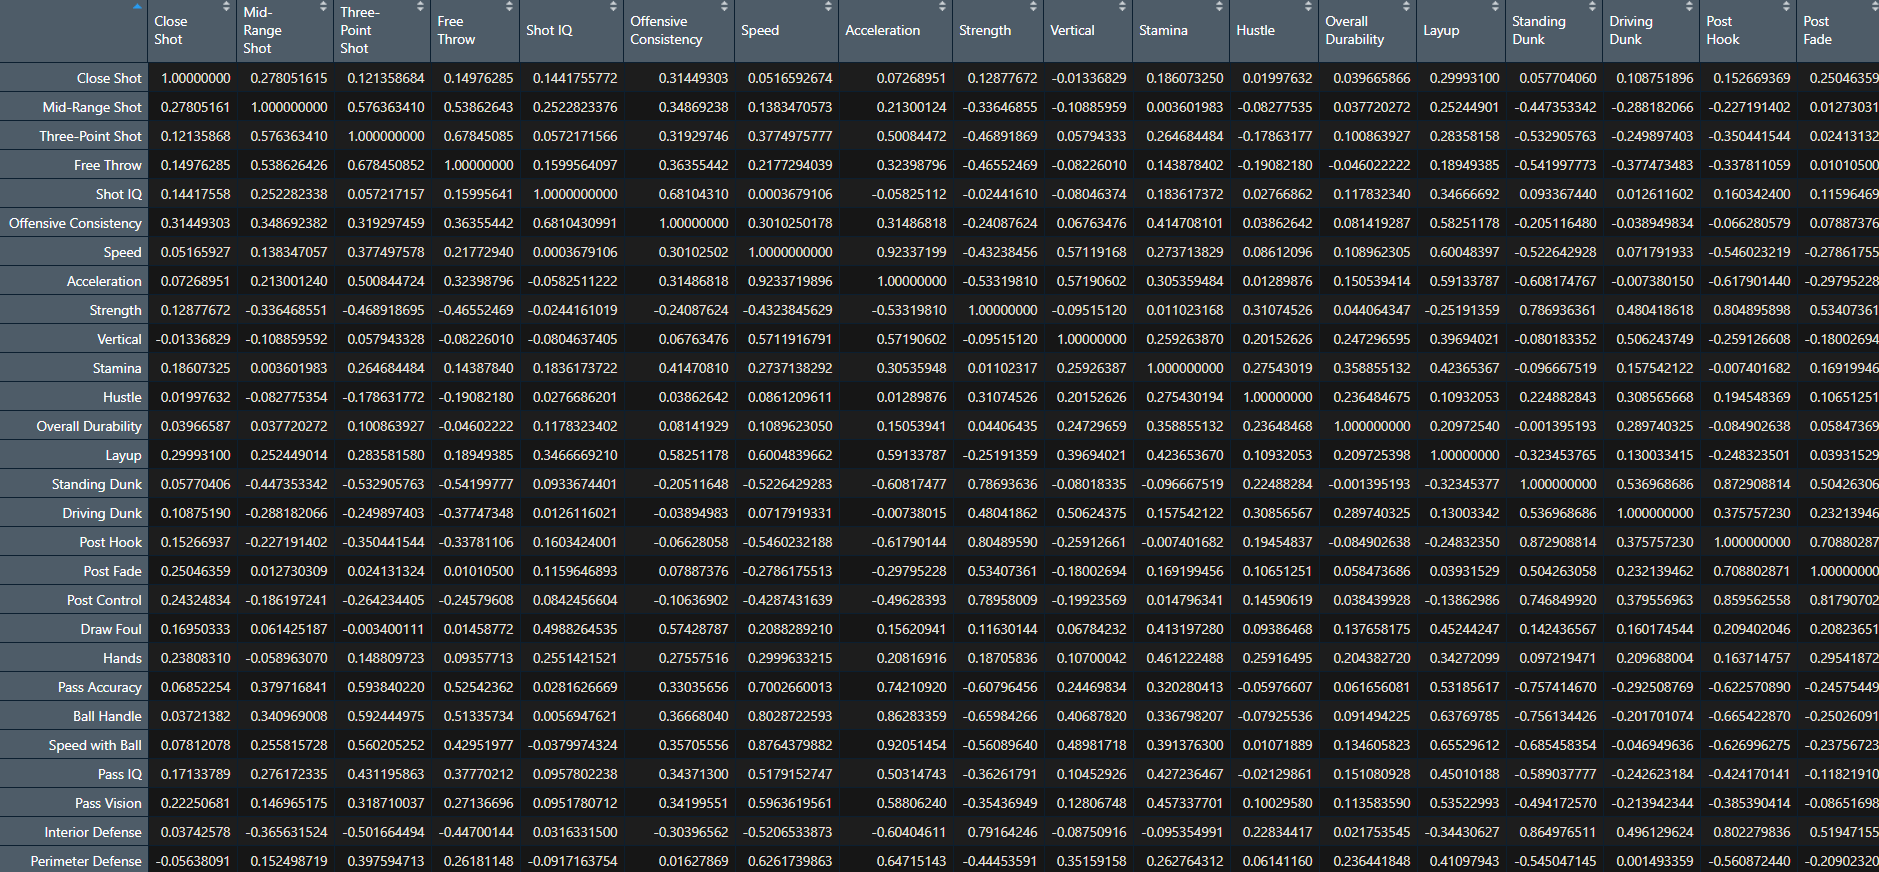 Close Shot Mid-Range Shot Three-Point Shot Free Throw Shot IQ Offensive Consistency Speed Acceleration Strength Vertical Stamina Hustle Overall Durability Layup Standing Dunk Driving Dunk Post Hook Post Fade
Close Shot 1.00000000 0.278051615 0.121358684 0.14976285 0.1441755772 0.31449303 0.0516592674 0.07268951 0.12877672 -0.01336829 0.186073250 0.01997632 0.039665866 0.29993100 0.057704060 0.108751896 0.152669369 0.25046359
Mid-Range Shot 0.27805161 1.000000000 0.576363410 0.53862643 0.2522823376 0.34869238 0.1383470573 0.21300124 -0.33646855 -0.10885959 0.003601983 -0.08277535 0.037720272 0.25244901 -0.447353342 -0.288182066 -0.227191402 0.01273031
Three-Point Shot 0.12135868 0.576363410 1.000000000 0.67845085 0.0572171566 0.31929746 0.3774975777 0.50084472 -0.46891869 0.05794333 0.264684484 -0.17863177 0.100863927 0.28358158 -0.532905763 -0.249897403 -0.350441544 0.02413132
Free Throw 0.14976285 0.538626426 0.678450852 1.00000000 0.1599564097 0.36355442 0.2177294039 0.32398796 -0.46552469 -0.08226010 0.143878402 -0.19082180 -0.046022222 0.18949385 -0.541997773 -0.377473483 -0.337811059 0.01010500
Shot IQ 0.14417558 0.252282338 0.057217157 0.15995641 1.0000000000 0.68104310 0.0003679106 -0.05825112 -0.02441610 -0.08046374 0.183617372 0.02766862 0.117832340 0.34666692 0.093367440 0.012611602 0.160342400 0.11596469
Offensive Consistency 0.31449303 0.348692382 0.319297459 0.36355442 0.6810430991 1.00000000 0.3010250178 0.31486818 -0.24087624 0.06763476 0.414708101 0.03862642 0.081419287 0.58251178 -0.205116480 -0.038949834 -0.066280579 0.07887376
Speed 0.05165927 0.138347057 0.377497578 0.21772940 0.0003679106 0.30102502 1.0000000000 0.92337199 -0.43238456 0.57119168 0.273713829 0.08612096 0.108962305 0.60048397 -0.522642928 0.071791933 -0.546023219 -0.27861755
Acceleration 0.07268951 0.213001240 0.500844724 0.32398796 -0.0582511222 0.31486818 0.9233719896 1.00000000 -0.53319810 0.57190602 0.305359484 0.01289876 0.150539414 0.59133787 -0.608174767 -0.007380150 -0.617901440 -0.29795228
Strength 0.12877672 -0.336468551 -0.468918695 -0.46552469 -0.0244161019 -0.24087624 -0.4323845629 -0.53319810 1.00000000 -0.09515120 0.011023168 0.31074526 0.044064347 -0.25191359 0.786936361 0.480418618 0.804895898 0.53407361
Vertical -0.01336829 -0.108859592 0.057943328 -0.08226010 -0.0804637405 0.06763476 0.5711916791 0.57190602 -0.09515120 1.00000000 0.259263870 0.20152626 0.247296595 0.39694021 -0.080183352 0.506243749 -0.259126608 -0.18002694
Stamina 0.18607325 0.003601983 0.264684484 0.14387840 0.1836173722 0.41470810 0.2737138292 0.30535948 0.01102317 0.25926387 1.000000000 0.27543019 0.358855132 0.42365367 -0.096667519 0.157542122 -0.007401682 0.16919946
Hustle 0.01997632 -0.082775354 -0.178631772 -0.19082180 0.0276686201 0.03862642 0.0861209611 0.01289876 0.31074526 0.20152626 0.275430194 1.00000000 0.236484675 0.10932053 0.224882843 0.308565668 0.194548369 0.10651251
Overall Durability 0.03966587 0.037720272 0.100863927 -0.04602222 0.1178323402 0.08141929 0.1089623050 0.15053941 0.04406435 0.24729659 0.358855132 0.23648468 1.000000000 0.20972540 -0.001395193 0.289740325 -0.084902638 0.05847369
Layup 0.29993100 0.252449014 0.283581580 0.18949385 0.3466669210 0.58251178 0.6004839662 0.59133787 -0.25191359 0.39694021 0.423653670 0.10932053 0.209725398 1.00000000 -0.323453765 0.130033415 -0.248323501 0.03931529
Standing Dunk 0.05770406 -0.447353342 -0.532905763 -0.54199777 0.0933674401 -0.20511648 -0.5226429283 -0.60817477 0.78693636 -0.08018335 -0.096667519 0.22488284 -0.001395193 -0.32345377 1.000000000 0.536968686 0.872908814 0.50426306
Driving Dunk 0.10875190 -0.288182066 -0.249897403 -0.37747348 0.0126116021 -0.03894983 0.0717919331 -0.00738015 0.48041862 0.50624375 0.157542122 0.30856567 0.289740325 0.13003342 0.536968686 1.000000000 0.375757230 0.23213946
Post Hook 0.15266937 -0.227191402 -0.350441544 -0.33781106 0.1603424001 -0.06628058 -0.5460232188 -0.61790144 0.80489590 -0.25912661 -0.007401682 0.19454837 -0.084902638 -0.24832350 0.872908814 0.375757230 1.000000000 0.70880287
Post Fade 0.25046359 0.012730309 0.024131324 0.01010500 0.1159646893 0.07887376 -0.2786175513 -0.29795228 0.53407361 -0.18002694 0.169199456 0.10651251 0.058473686 0.03931529 0.504263058 0.232139462 0.708802871 1.00000000
Post Control 0.24324834 -0.186197241 -0.264234405 -0.24579608 0.0842456604 -0.10636902 -0.4287431639 -0.49628393 0.78958009 -0.19923569 0.014796341 0.14590619 0.038439928 -0.13862986 0.746849920 0.379556963 0.859562558 0.81790702
Draw Foul 0.16950333 0.061425187 -0.003400111 0.01458772 0.4988264535 0.57428787 0.2088289210 0.15620941 0.11630144 0.06784232 0.413197280 0.09386468 0.137658175 0.45244247 0.142436567 0.160174544 0.209402046 0.20823651
Hands 0.23808310 -0.058963070 0.148809723 0.09357713 0.2551421521 0.27557516 0.2999633215 0.20816916 0.18705836 0.10700042 0.461222488 0.25916495 0.204382720 0.34272099 0.097219471 0.209688004 0.163714757 0.29541872
Pass Accuracy 0.06852254 0.379716841 0.593840220 0.52542362 0.0281626669 0.33035656 0.7002660013 0.74210920 -0.60796456 0.24469834 0.320280413 -0.05976607 0.061656081 0.53185617 -0.757414670 -0.292508769 -0.622570890 -0.24575449
Ball Handle 0.03721382 0.340969008 0.592444975 0.51335734 0.0056947621 0.36668040 0.8028722593 0.86283359 -0.65984266 0.40687820 0.336798207 -0.07925536 0.091494225 0.63769785 -0.756134426 -0.201701074 -0.665422870 -0.25026091
Speed with Ball 0.07812078 0.255815728 0.560205252 0.42951977 -0.0379974324 0.35705556 0.8764379882 0.92051454 -0.56089640 0.48981718 0.391376300 0.01071889 0.134605823 0.65529612 -0.685458354 -0.046949636 -0.626996275 -0.23756723
Pass IQ 0.17133789 0.276172335 0.431195863 0.37770212 0.0957802238 0.34371300 0.5179152747 0.50314743 -0.36261791 0.10452926 0.427236467 -0.02129861 0.151080928 0.45010188 -0.589037777 -0.242623184 -0.424170141 -0.11821910
Pass Vision 0.22250681 0.146965175 0.318710037 0.27136696 0.0951780712 0.34199551 0.5963619561 0.58806240 -0.35436949 0.12806748 0.457337701 0.10029580 0.113583590 0.53522993 -0.494172570 -0.213942344 -0.385390414 -0.08651698
Interior Defense 0.03742578 -0.365631524 -0.501664494 -0.44700144 0.0316331500 -0.30396562 -0.5206533873 -0.60404611 0.79164246 -0.08750916 -0.095354991 0.22834417 0.021753545 -0.34430627 0.864976511 0.496129624 0.802279836 0.51947155
Perimeter Defense -0.05638091 0.152498719 0.397594713 0.26181148 -0.0917163754 0.01627869 0.6261739863 0.64715143 -0.44453591 0.35159158 0.262764312 0.06141160 0.236441848 0.41097943 -0.545047145 0.001493359 -0.560872440 -0.20902320